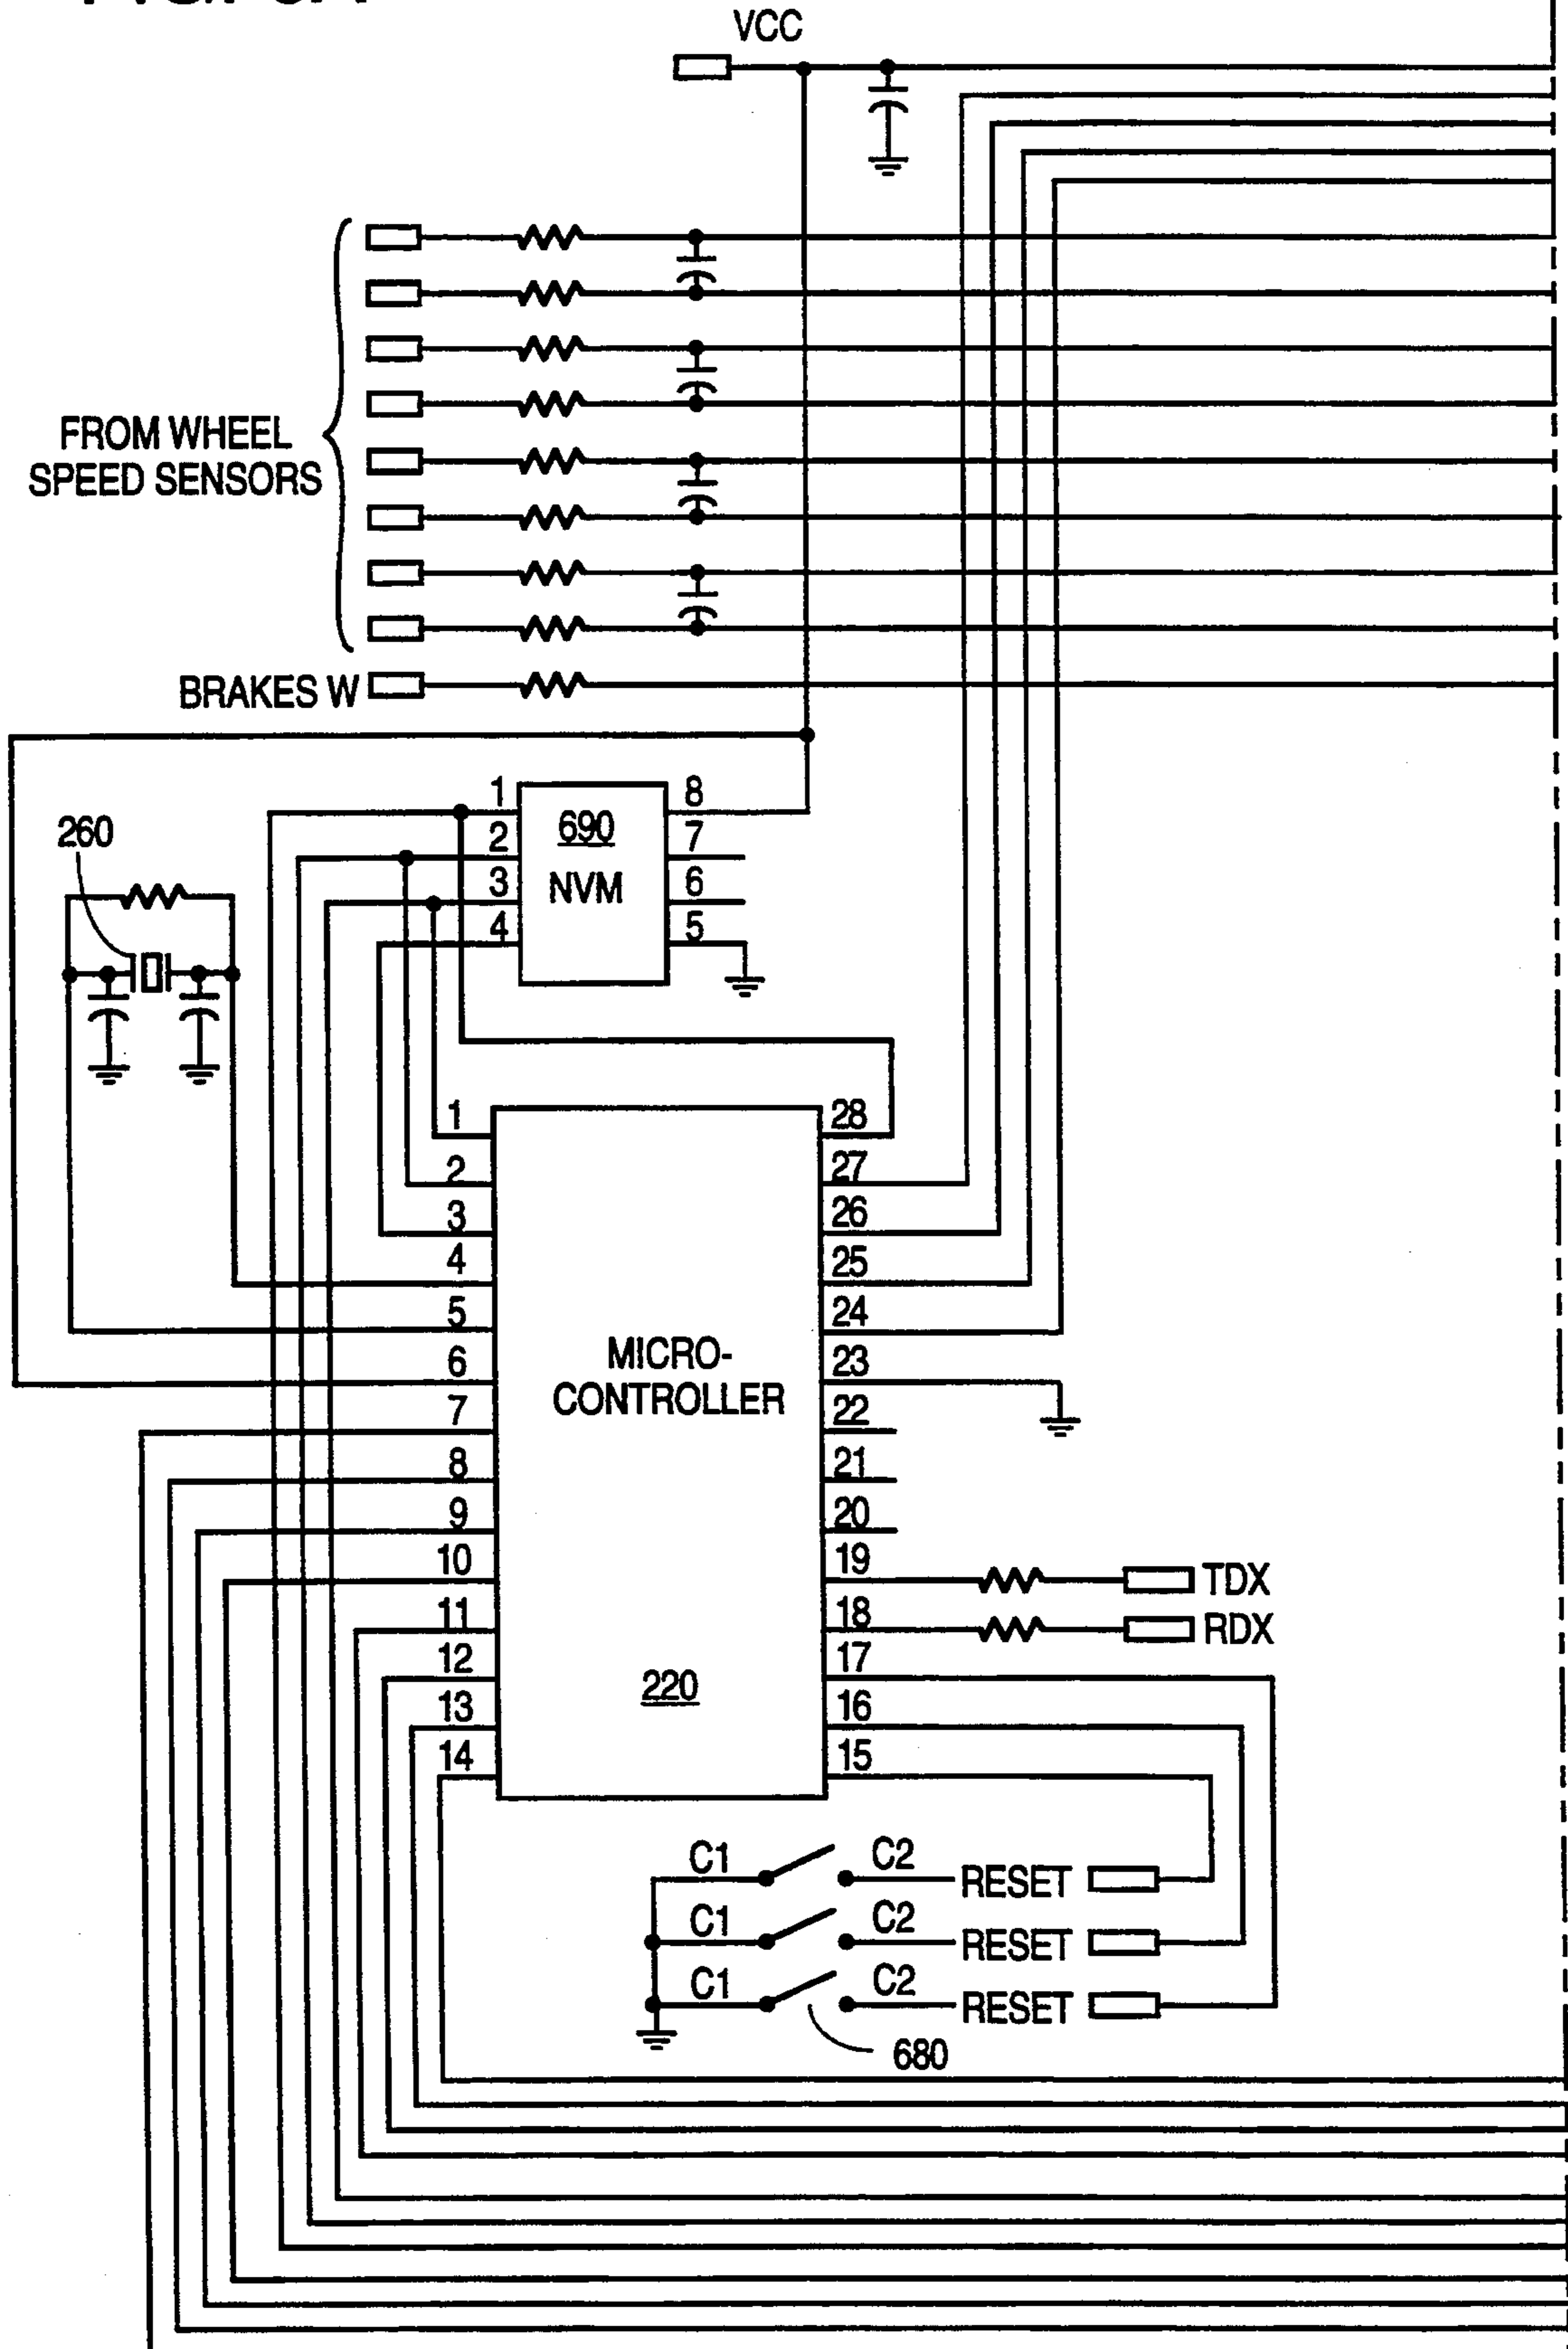 VCC
FROM WHEEL
SPEED SENSORS
BRAKES W
260
1 8
2 690 7
3 NVM 6
4 5
1 28
2 27
3 26
4 25
5 24
6 MICRO- 23
7 CONTROLLER 22
8 21
9 20
10 19 TDX
11 18 RDX
12 220 17
13 16
14 15
C1 C2 RESET
C1 C2 RESET
C1 C2 RESET
680